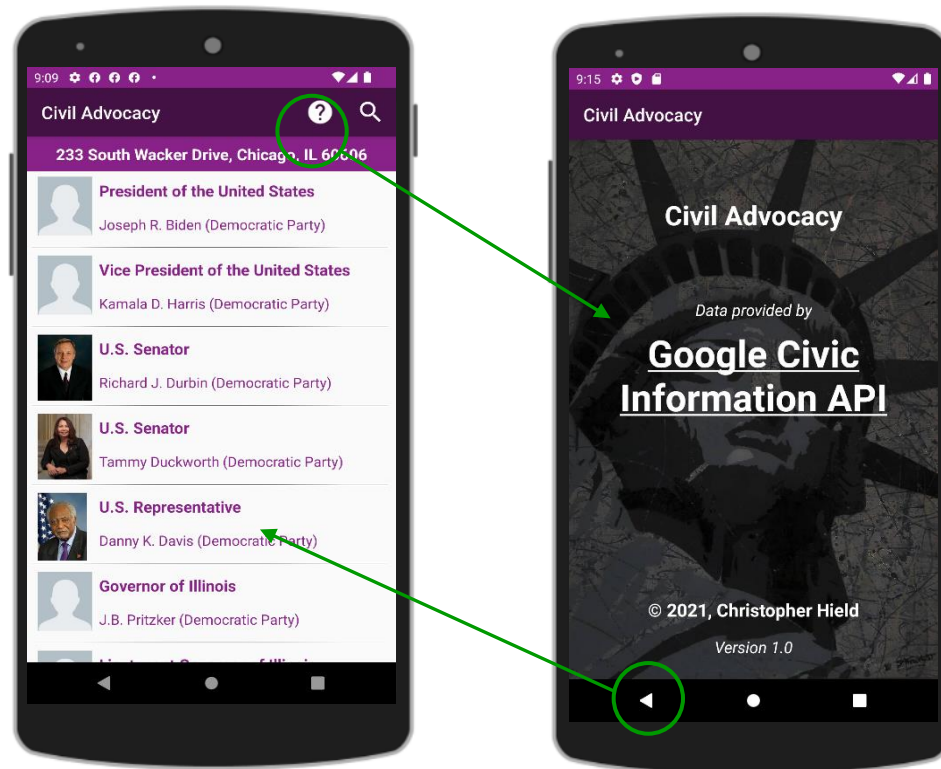 9:09
Civil Advocacy
233 South Wacker Drive, Chicago, IL 60606
President of the United States
Joseph R. Biden (Democratic Party)
Vice President of the United States
Kamala D. Harris (Democratic Party)
U.S. Senator
Richard J. Durbin (Democratic Party)
U.S. Senator
Tammy Duckworth (Democratic Party)
U.S. Representative
Danny K. Davis (Democratic Party)
Governor of Illinois
J.B. Pritzker (Democratic Party)
9:15
Civil Advocacy
Civil Advocacy
Data provided by
Google Civic
Information API
© 2021, Christopher Hield
Version 1.0